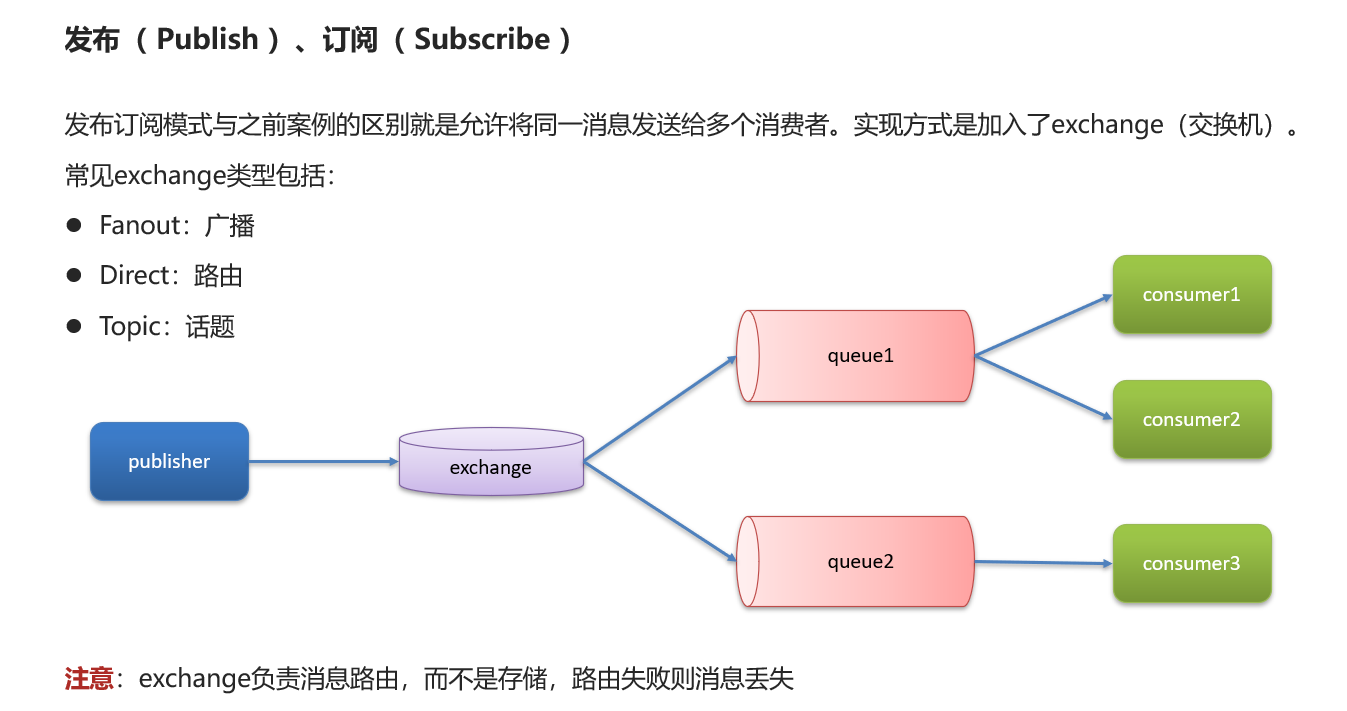 发布（Publish）、订阅（Subscribe）
发布订阅模式与之前案例的区别就是允许将同一消息发送给多个消费者。实现方式是加入了exchange（交换机）。
常见exchange类型包括：
● Fanout：广播
● Direct：路由
● Topic：话题
publisher
exchange
queue1
queue2
consumer1
consumer2
consumer3
注意：exchange负责消息路由，而不是存储，路由失败则消息丢失